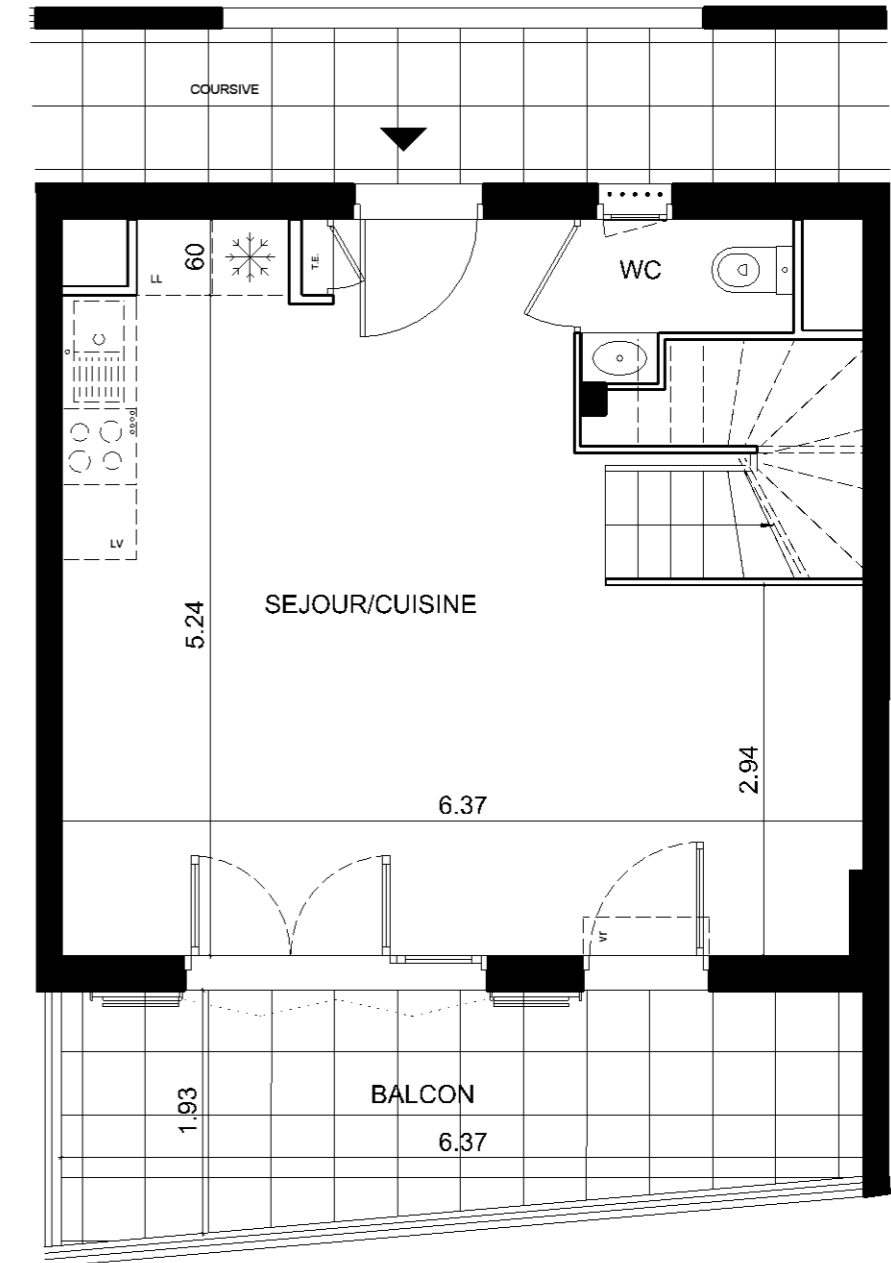 COURSIVE
60
LL
T.E.
WC
LV
SEJOUR/CUISINE
5.24
2.94
6.37
vr
1.93
BALCON
6.37